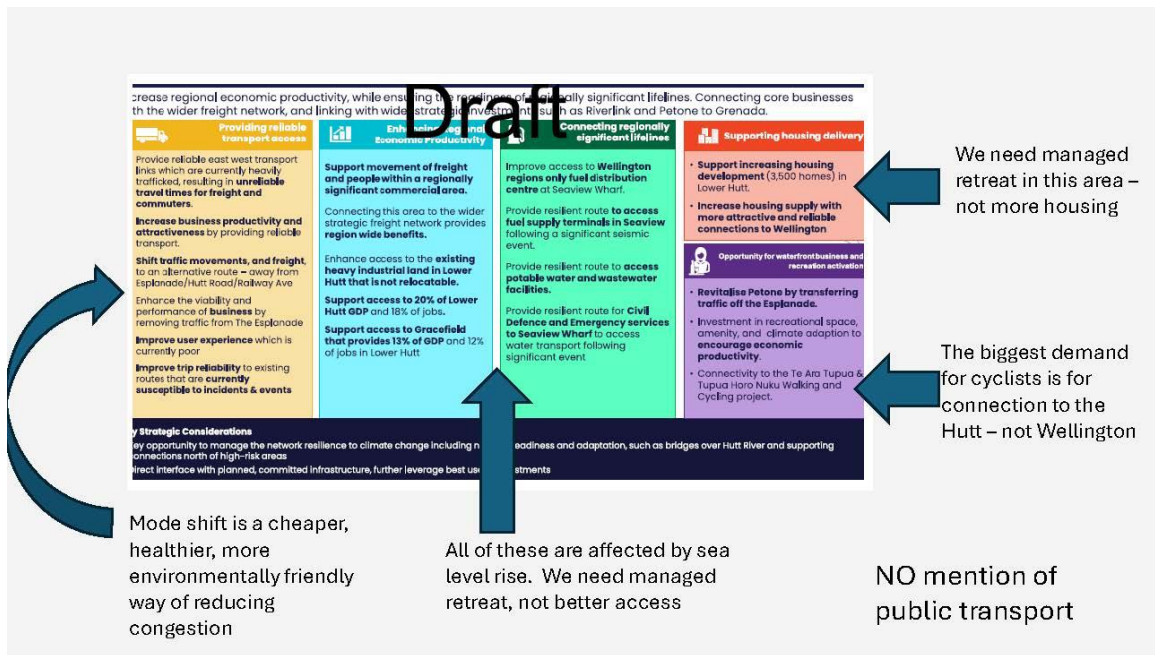 Draft
crease regional economic productivity, while ensuring the readiness of regionally significant lifelines. Connecting core businesses
th the wider freight network, and linking with wider strategic investments such as Riverlink and Petone to Grenada.
Providing reliable
transport access
Provide reliable east west transport
links which are currently heavily
trafficked, resulting in unreliable
travel times for freight and
commuters.
Increase business productivity and
attractiveness by providing reliable
transport.
Shift traffic movements, and freight,
to an alternative route – away from
Esplanade/Hutt Road/Railway Ave
Enhance the viability and
performance of business by
removing traffic from The Esplanade
Improve user experience which is
currently poor
Improve trip reliability to existing
routes that are currently
susceptible to incidents & events
Enhancing Regional
Economic Productivity
Support movement of freight
and people within a regionally
significant commercial area.
Connecting this area to the wider
strategic freight network provides
region wide benefits.
Enhance access to the existing
heavy industrial land in Lower
Hutt that is not relocatable.
Support access to 20% of Lower
Hutt GDP and 18% of jobs.
Support access to Gracefield
that provides 13% of GDP and 12%
of jobs in Lower Hutt
Connecting regionally
significant lifelines
Improve access to Wellington
regions only fuel distribution
centre at Seaview Wharf.
Provide resilient route to access
fuel supply terminals in Seaview
following a significant seismic
event.
Provide resilient route to access
potable water and wastewater
facilities.
Provide resilient route for Civil
Defence and Emergency services
to Seaview Wharf to access
water transport following
significant event
Supporting housing delivery
• Support increasing housing
development (3,500 homes) in
Lower Hutt.
• Increase housing supply with
more attractive and reliable
connections to Wellington
Opportunity for waterfront business and
recreation activation
• Revitalise Petone by transferring
traffic off the Esplanade.
• Investment in recreational space,
amenity, and climate adaption to
encourage economic
productivity.
• Connectivity to the Te Ara Tupua &
Tupua Horo Nuku Walking and
Cycling project.
y Strategic Considerations
ey opportunity to manage the network resilience to climate change including n readiness and adaptation, such as bridges over Hutt River and supporting
onnections north of high-risk areas
Direct interface with planned, committed infrastructure, further leverage best use stments
We need managed
retreat in this area –
not more housing
The biggest demand
for cyclists is for
connection to the
Hutt – not Wellington
Mode shift is a cheaper,
healthier, more
environmentally friendly
way of reducing
congestion
All of these are affected by sea
level rise. We need managed
retreat, not better access
NO mention of
public transport